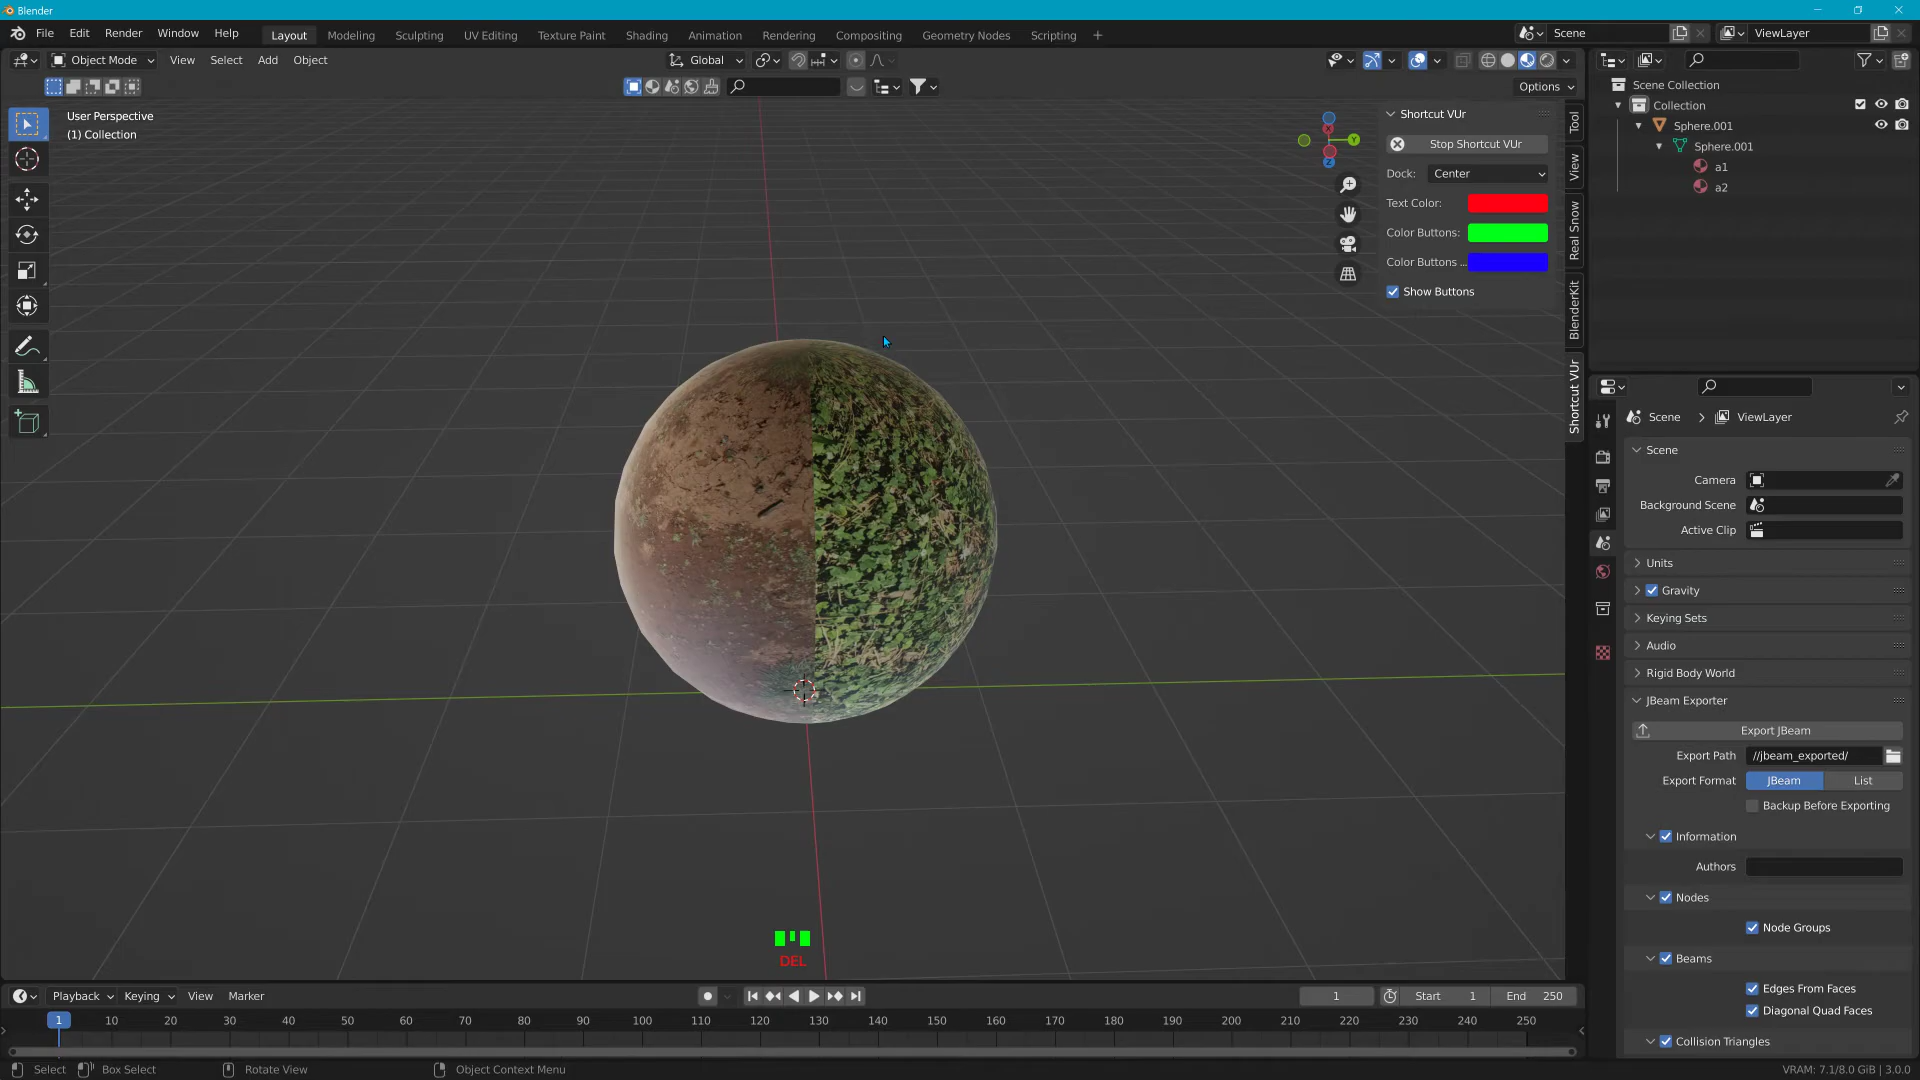 Blender
File Edit Render Window Help
Layout Modeling Sculpting UV Editing Texture Paint Shading Animation Rendering Compositing Geometry Nodes Scripting +
Scene
ViewLayer
Object Mode View Select Add Object
Global
Options
User Perspective
(1) Collection
X
Y
Z
Shortcut VUr
Stop Shortcut VUr
Dock: Center
Text Color:
Color Buttons:
Color Buttons ...
Show Buttons
Tool
View
Real Snow
BlenderKit
Shortcut VUr
Scene Collection
Collection
Sphere.001
Sphere.001
a1
a2
Scene > ViewLayer
Scene
Camera
Background Scene
Active Clip
Units
Gravity
Keying Sets
Audio
Rigid Body World
JBeam Exporter
Export JBeam
Export Path //jbeam_exported/
Export Format JBeam List
Backup Before Exporting
Information
Authors
Nodes
Node Groups
Beams
Edges From Faces
Diagonal Quad Faces
Collision Triangles
DEL
Playback Keying View Marker
1 Start 1 End 250
1 10 20 30 40 50 60 70 80 90 100 110 120 130 140 150 160 170 180 190 200 210 220 230 240 250
Select Box Select Rotate View Object Context Menu
VRAM: 7.1/8.0 GiB | 3.0.0